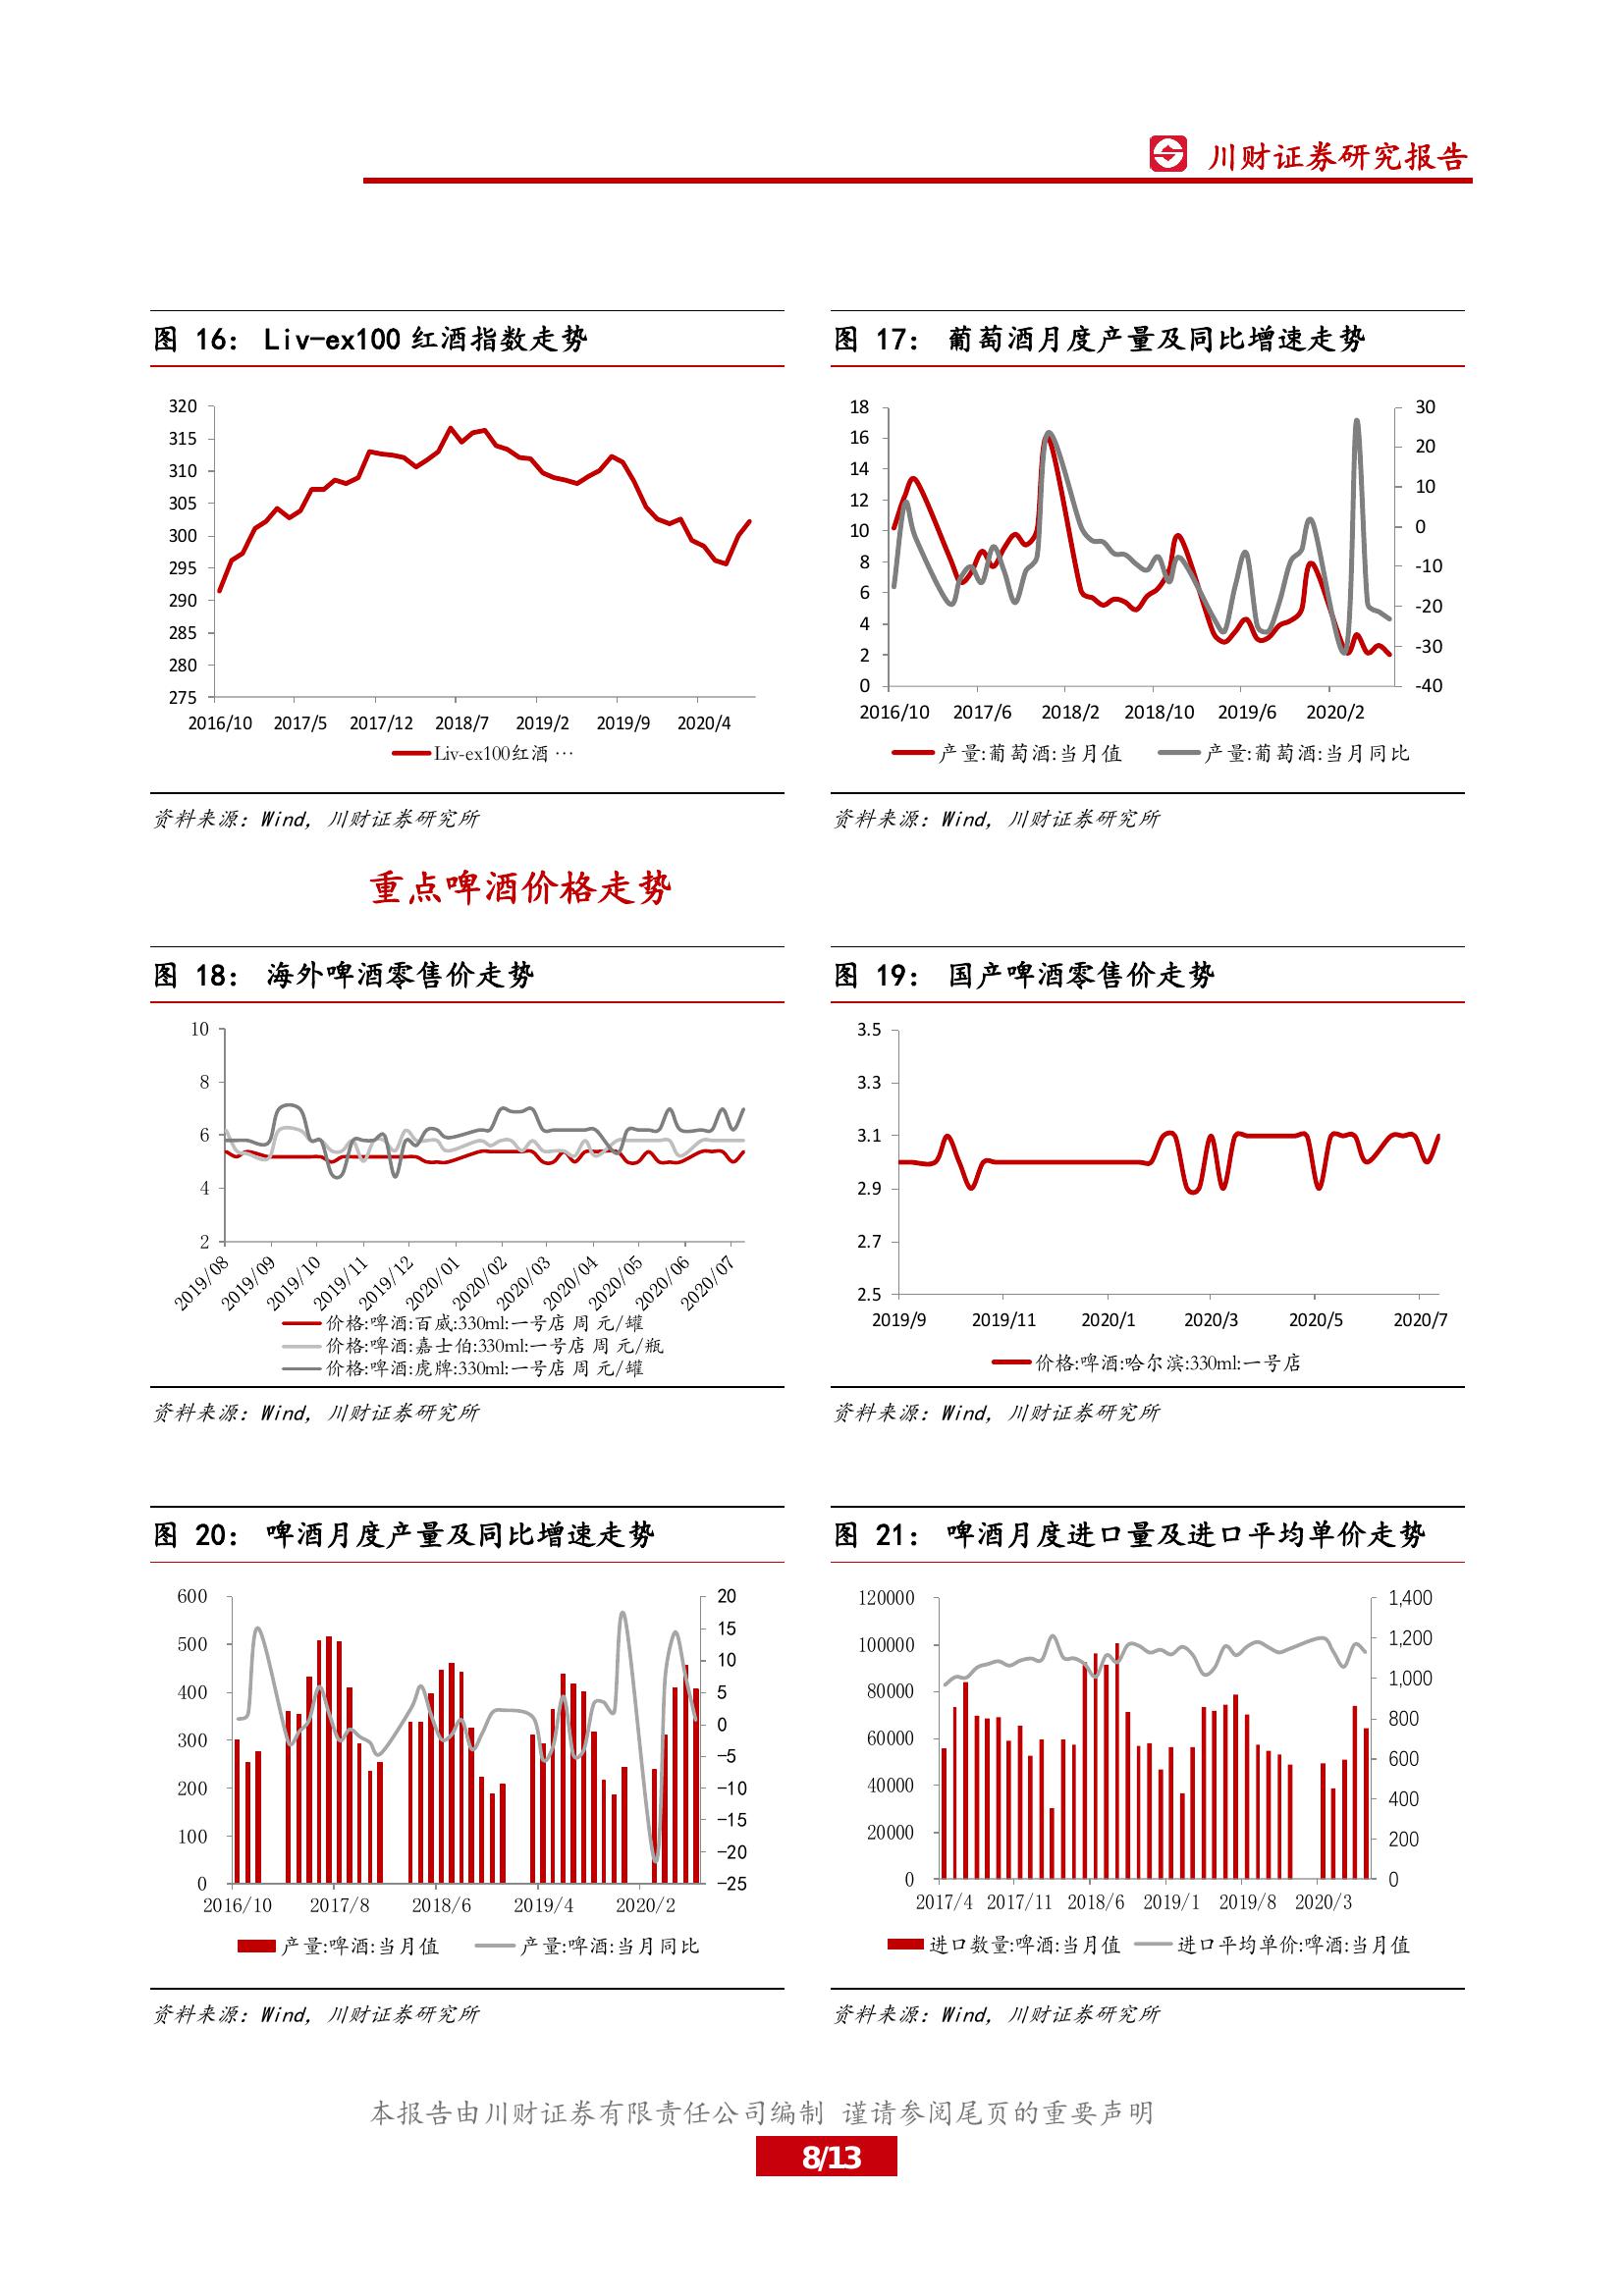 川财证券研究报告
图 16： Liv-ex100 红酒指数走势
320
315
310
305
300
295
290
285
280
275
2016/10 2017/5 2017/12 2018/7 2019/2 2019/9 2020/4
Liv-ex100红酒 …
资料来源：Wind，川财证券研究所
图 17： 葡萄酒月度产量及同比增速走势
18
16
14
12
10
8
6
4
2
0
30
20
10
0
-10
-20
-30
-40
2016/10 2017/6 2018/2 2018/10 2019/6 2020/2
产量:葡萄酒:当月值 产量:葡萄酒:当月同比
资料来源：Wind，川财证券研究所
重点啤酒价格走势
图 18： 海外啤酒零售价走势
10
8
6
4
2
2019/08 2019/09 2019/10 2019/11 2019/12 2020/01 2020/02 2020/03 2020/04 2020/05 2020/06 2020/07
价格:啤酒:百威:330ml:一号店 周 元/罐
价格:啤酒:嘉士伯:330ml:一号店 周 元/瓶
价格:啤酒:虎牌:330ml:一号店 周 元/罐
资料来源：Wind，川财证券研究所
图 19： 国产啤酒零售价走势
3.5
3.3
3.1
2.9
2.7
2.5
2019/9 2019/11 2020/1 2020/3 2020/5 2020/7
价格:啤酒:哈尔滨:330ml:一号店
资料来源：Wind，川财证券研究所
图 20： 啤酒月度产量及同比增速走势
600
500
400
300
200
100
0
20
15
10
5
0
-5
-10
-15
-20
-25
2016/10 2017/8 2018/6 2019/4 2020/2
产量:啤酒:当月值 产量:啤酒:当月同比
资料来源：Wind，川财证券研究所
图 21： 啤酒月度进口量及进口平均单价走势
120000
100000
80000
60000
40000
20000
0
1,400
1,200
1,000
800
600
400
200
0
2017/4 2017/11 2018/6 2019/1 2019/8 2020/3
进口数量:啤酒:当月值 进口平均单价:啤酒:当月值
资料来源：Wind，川财证券研究所
本报告由川财证券有限责任公司编制 谨请参阅尾页的重要声明
8/13